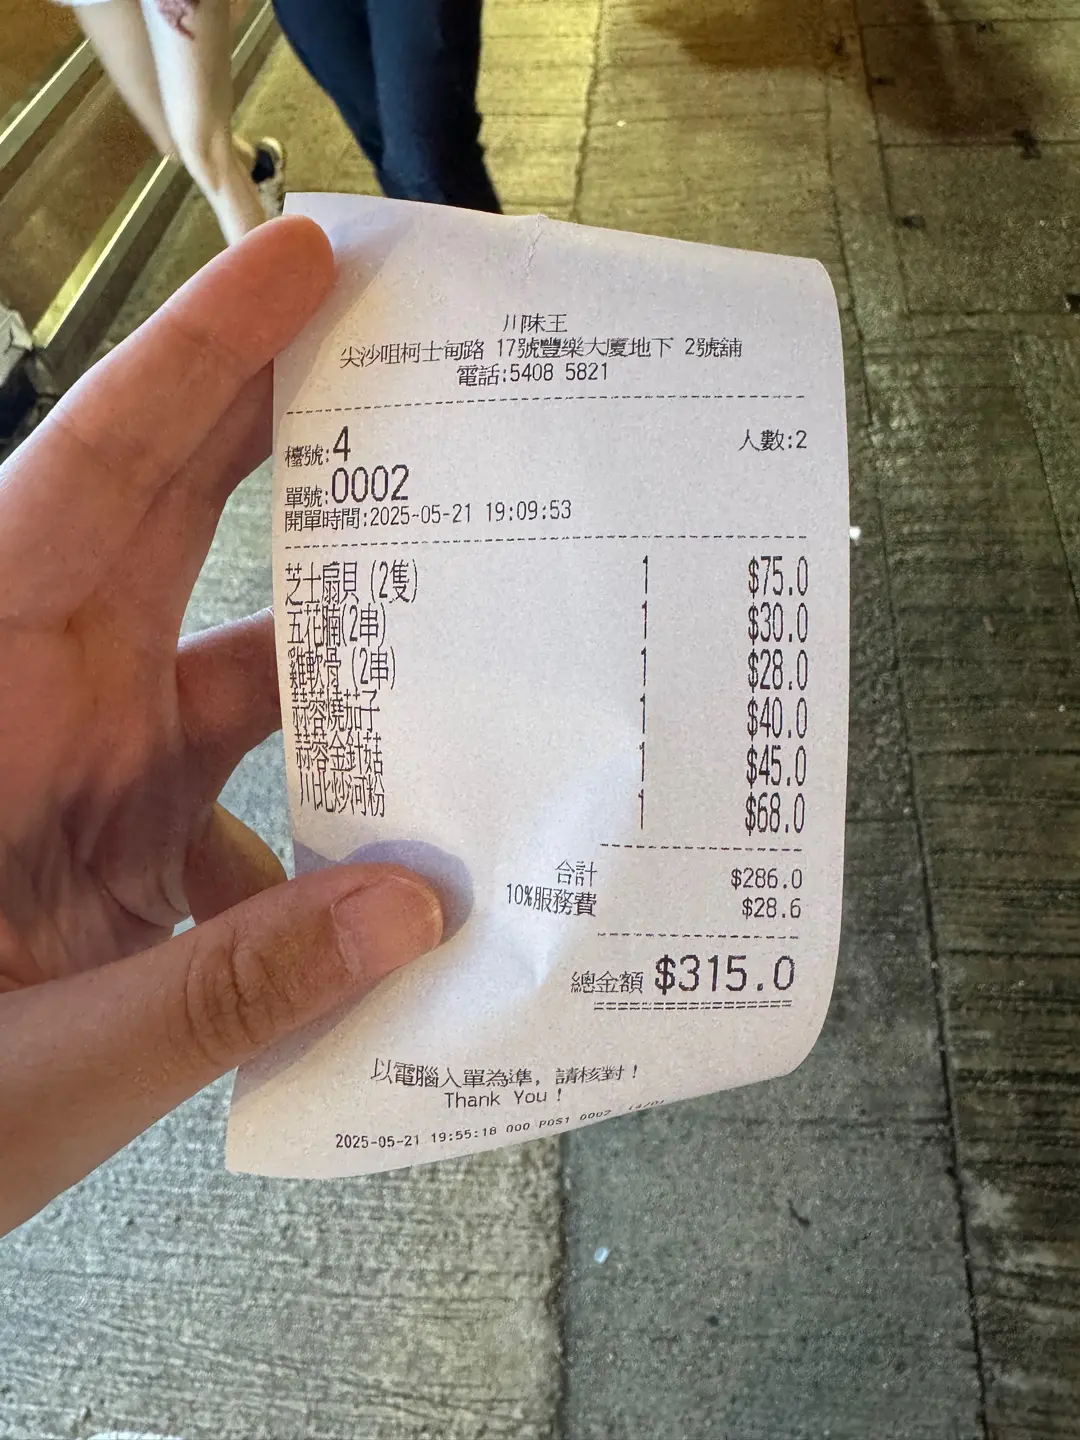 川味王
尖沙咀柯士甸路 17號豐樂大廈地下 2號舖
電話:5408 5821
檯號:4
人數:2
單號:0002
開單時間:2025-05-21 19:09:53
芝士扇貝 (2隻) 1 $75.0
五花腩(2串) 1 $30.0
雞軟骨 (2串) 1 $28.0
蒜蓉燒茄子 1 $40.0
蒜蓉金針菇 1 $45.0
川北炒河粉 1 $68.0
合計 $286.0
10%服務費 $28.6
總金額 $315.0
以電腦入單為準, 請核對!
Thank You!
2025-05-21 19:55:18 000 POS1 0002